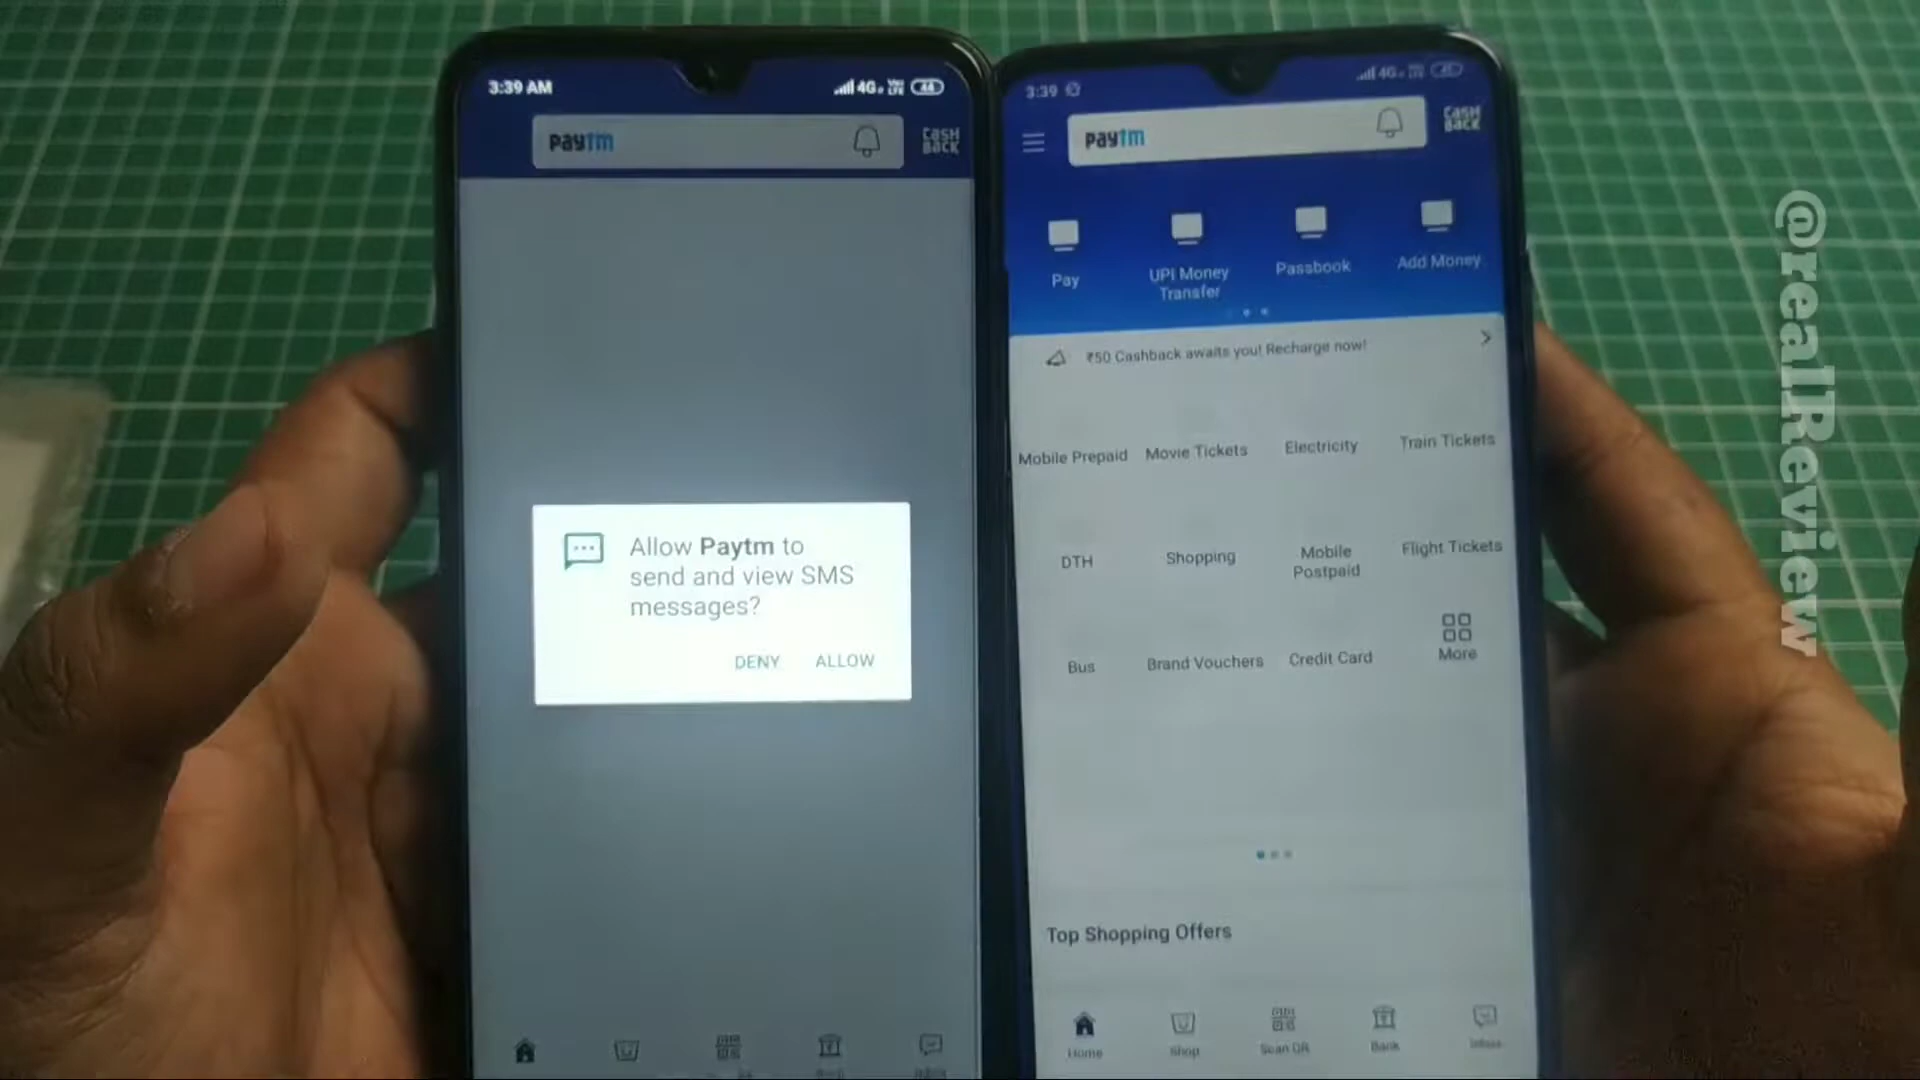 3:39 AM
4G
44
paytm
CASH
BACK
Allow Paytm to
send and view SMS
messages?
DENY ALLOW
3:39
4G
paytm
CASH
BACK
Pay
UPI Money
Transfer
Passbook
Add Money
₹50 Cashback awaits you! Recharge now!
Mobile Prepaid
Movie Tickets
Electricity
Train Tickets
DTH
Shopping
Mobile
Postpaid
Flight Tickets
Bus
Brand Vouchers
Credit Card
More
Top Shopping Offers
Home
Shop
Scan QR
Bank
Inbox
@realReview